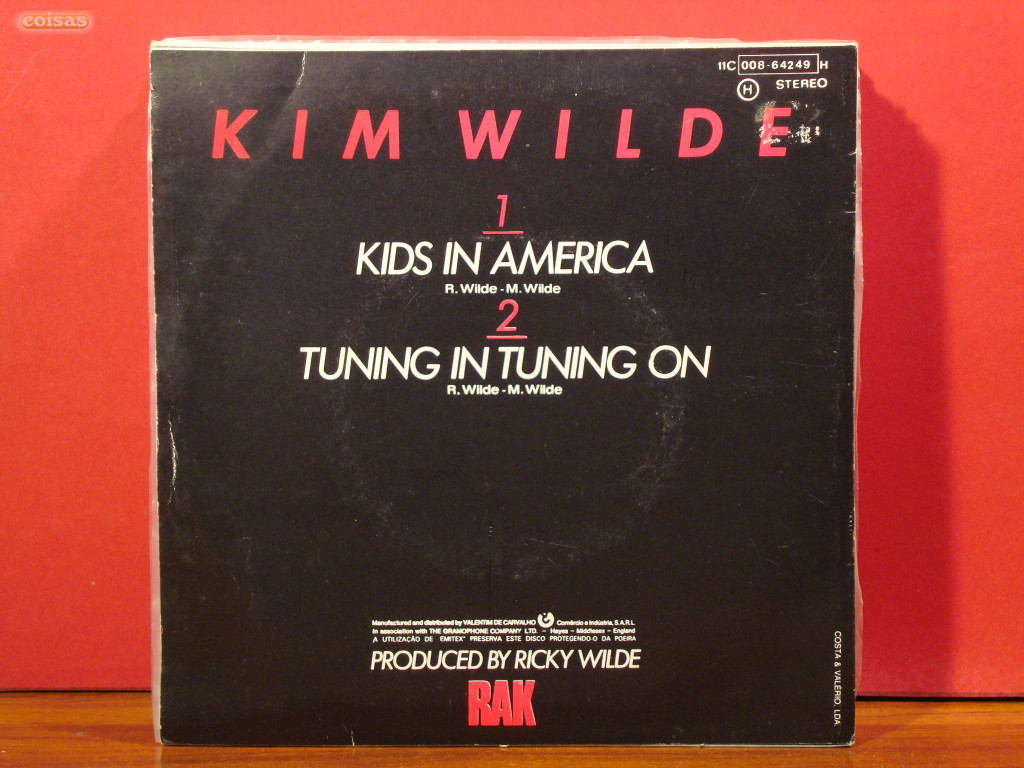 coisas
11C 008-64249 H
H STEREO
KIM WILDE
1
KIDS IN AMERICA
R. Wilde - M. Wilde
2
TUNING IN TUNING ON
R. Wilde - M. Wilde
Manufactured and distributed by VALENTIM DE CARVALHO Comércio e Indústria, S.A.R.L.
In association with THE GRAMOPHONE COMPANY LTD. - Hayes - Middlesex - England
A UTILIZAÇÃO DE EMITEX" PRESERVA ESTE DISCO PROTEGENDO-O DA POEIRA
PRODUCED BY RICKY WILDE
RAK
COSTA & VALÉRIO, LDA.